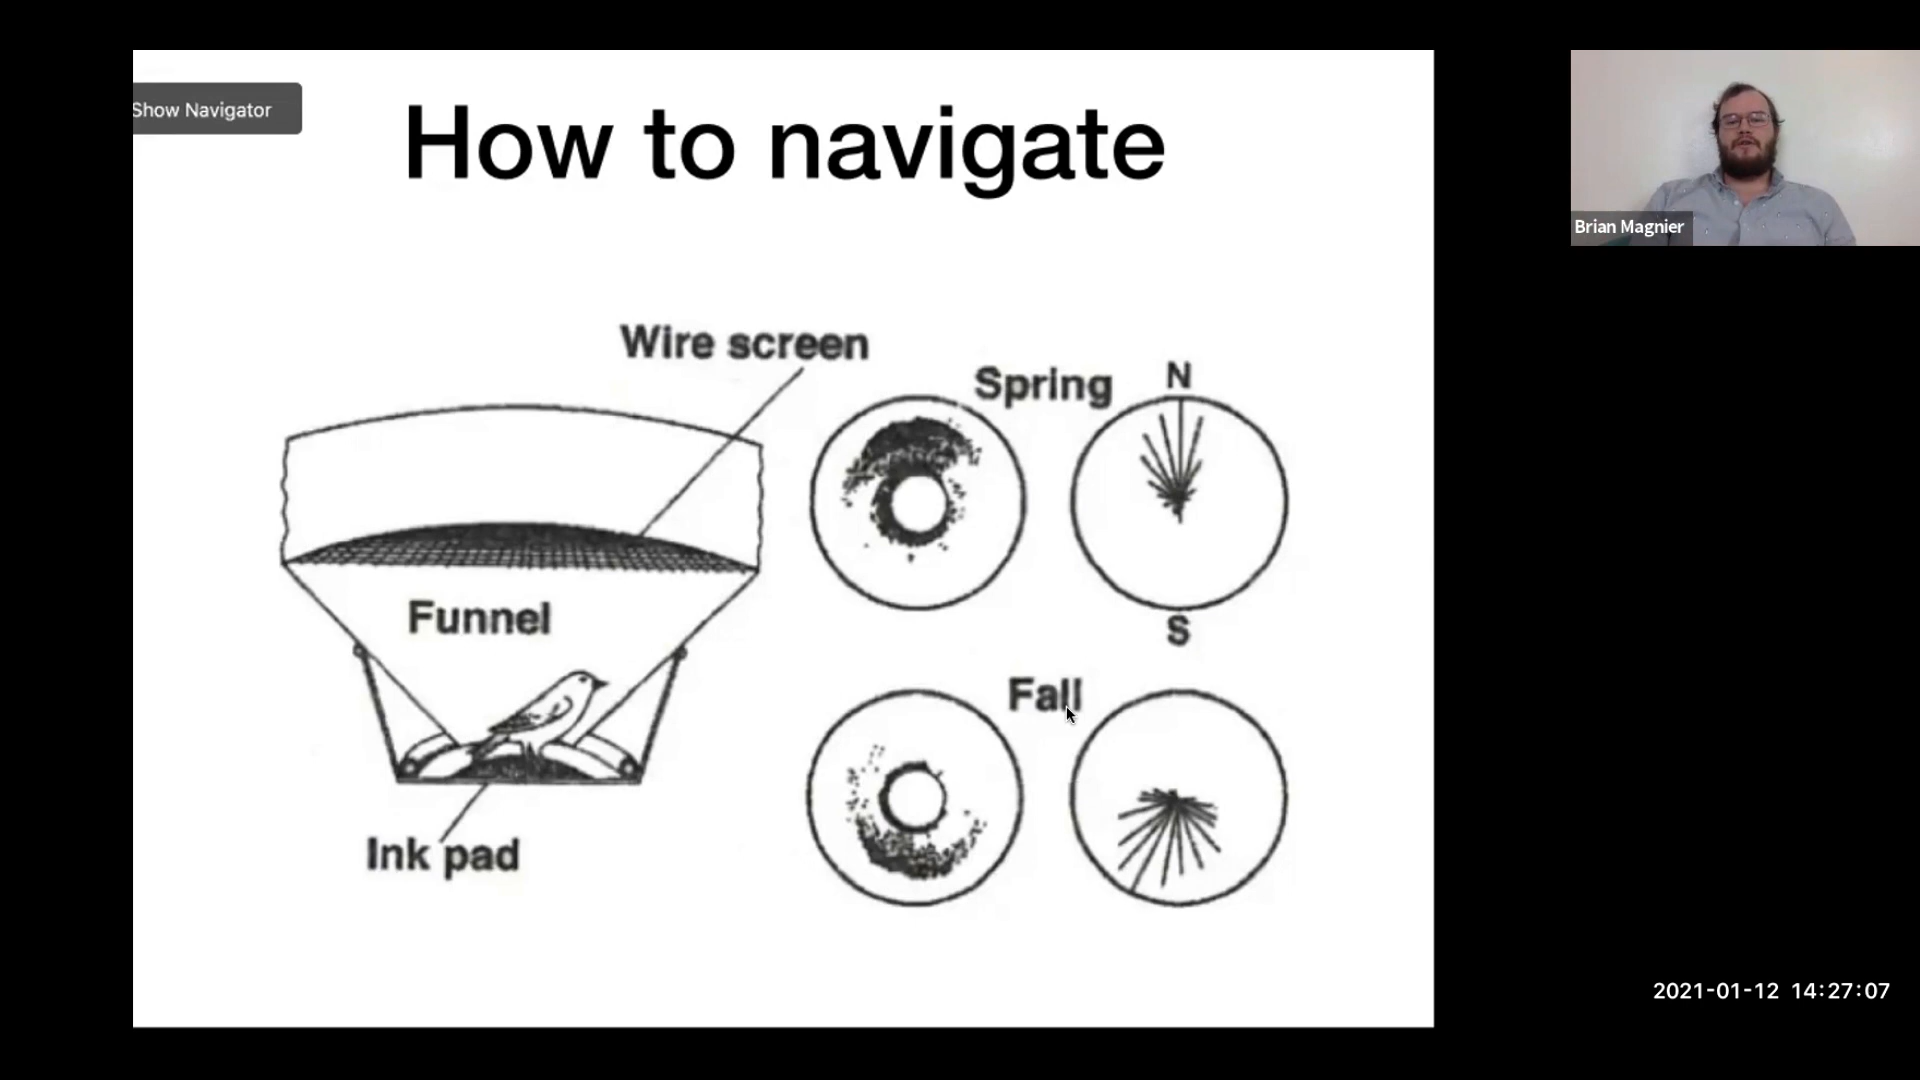 Show Navigator
How to navigate
Wire screen
Spring
N
Funnel
S
Fall
Ink pad
Brian Magnier
2021-01-12 14:27:07